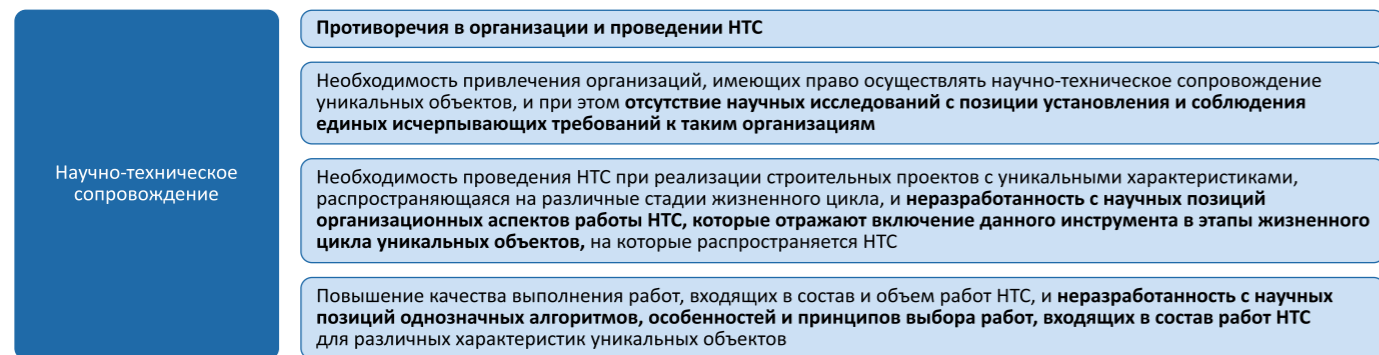 Научно-техническое
сопровождение
Противоречия в организации и проведении НТС
Необходимость привлечения организаций, имеющих право осуществлять научно-техническое сопровождение
уникальных объектов, и при этом отсутствие научных исследований с позиции установления и соблюдения
единых исчерпывающих требований к таким организациям
Необходимость проведения НТС при реализации строительных проектов с уникальными характеристиками,
распространяющаяся на различные стадии жизненного цикла, и неразработанность с научных позиций
организационных аспектов работы НТС, которые отражают включение данного инструмента в этапы жизненного
цикла уникальных объектов, на которые распространяется НТС
Повышение качества выполнения работ, входящих в состав и объем работ НТС, и неразработанность с научных
позиций однозначных алгоритмов, особенностей и принципов выбора работ, входящих в состав работ НТС
для различных характеристик уникальных объектов